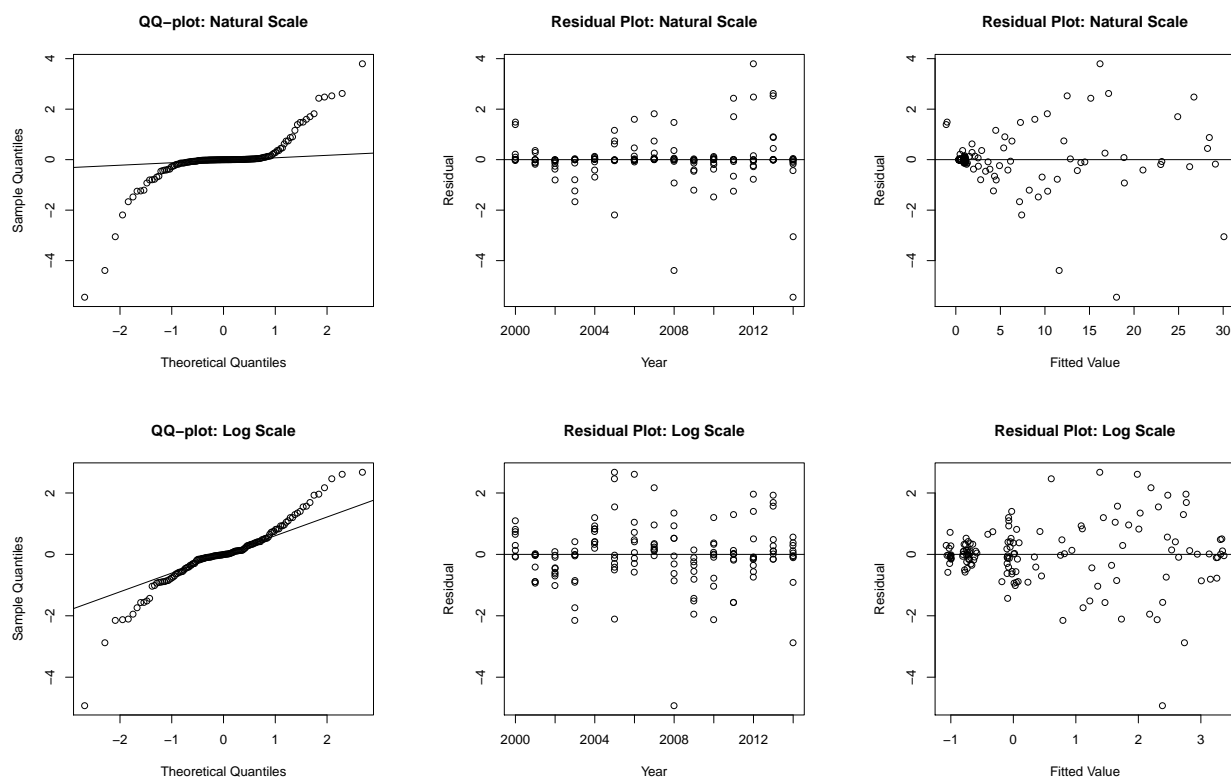 QQ−plot: Natural Scale
Sample Quantiles
4
2
0
−2
−4
−2 −1 0 1 2
Theoretical Quantiles
Residual Plot: Natural Scale
Residual
4
2
0
−2
−4
2000 2004 2008 2012
Year
Residual Plot: Natural Scale
Residual
4
2
0
−2
−4
0 5 10 15 20 25 30
Fitted Value
QQ−plot: Log Scale
Sample Quantiles
2
0
−2
−4
−2 −1 0 1 2
Theoretical Quantiles
Residual Plot: Log Scale
Residual
2
0
−2
−4
2000 2004 2008 2012
Year
Residual Plot: Log Scale
Residual
2
0
−2
−4
−1 0 1 2 3
Fitted Value